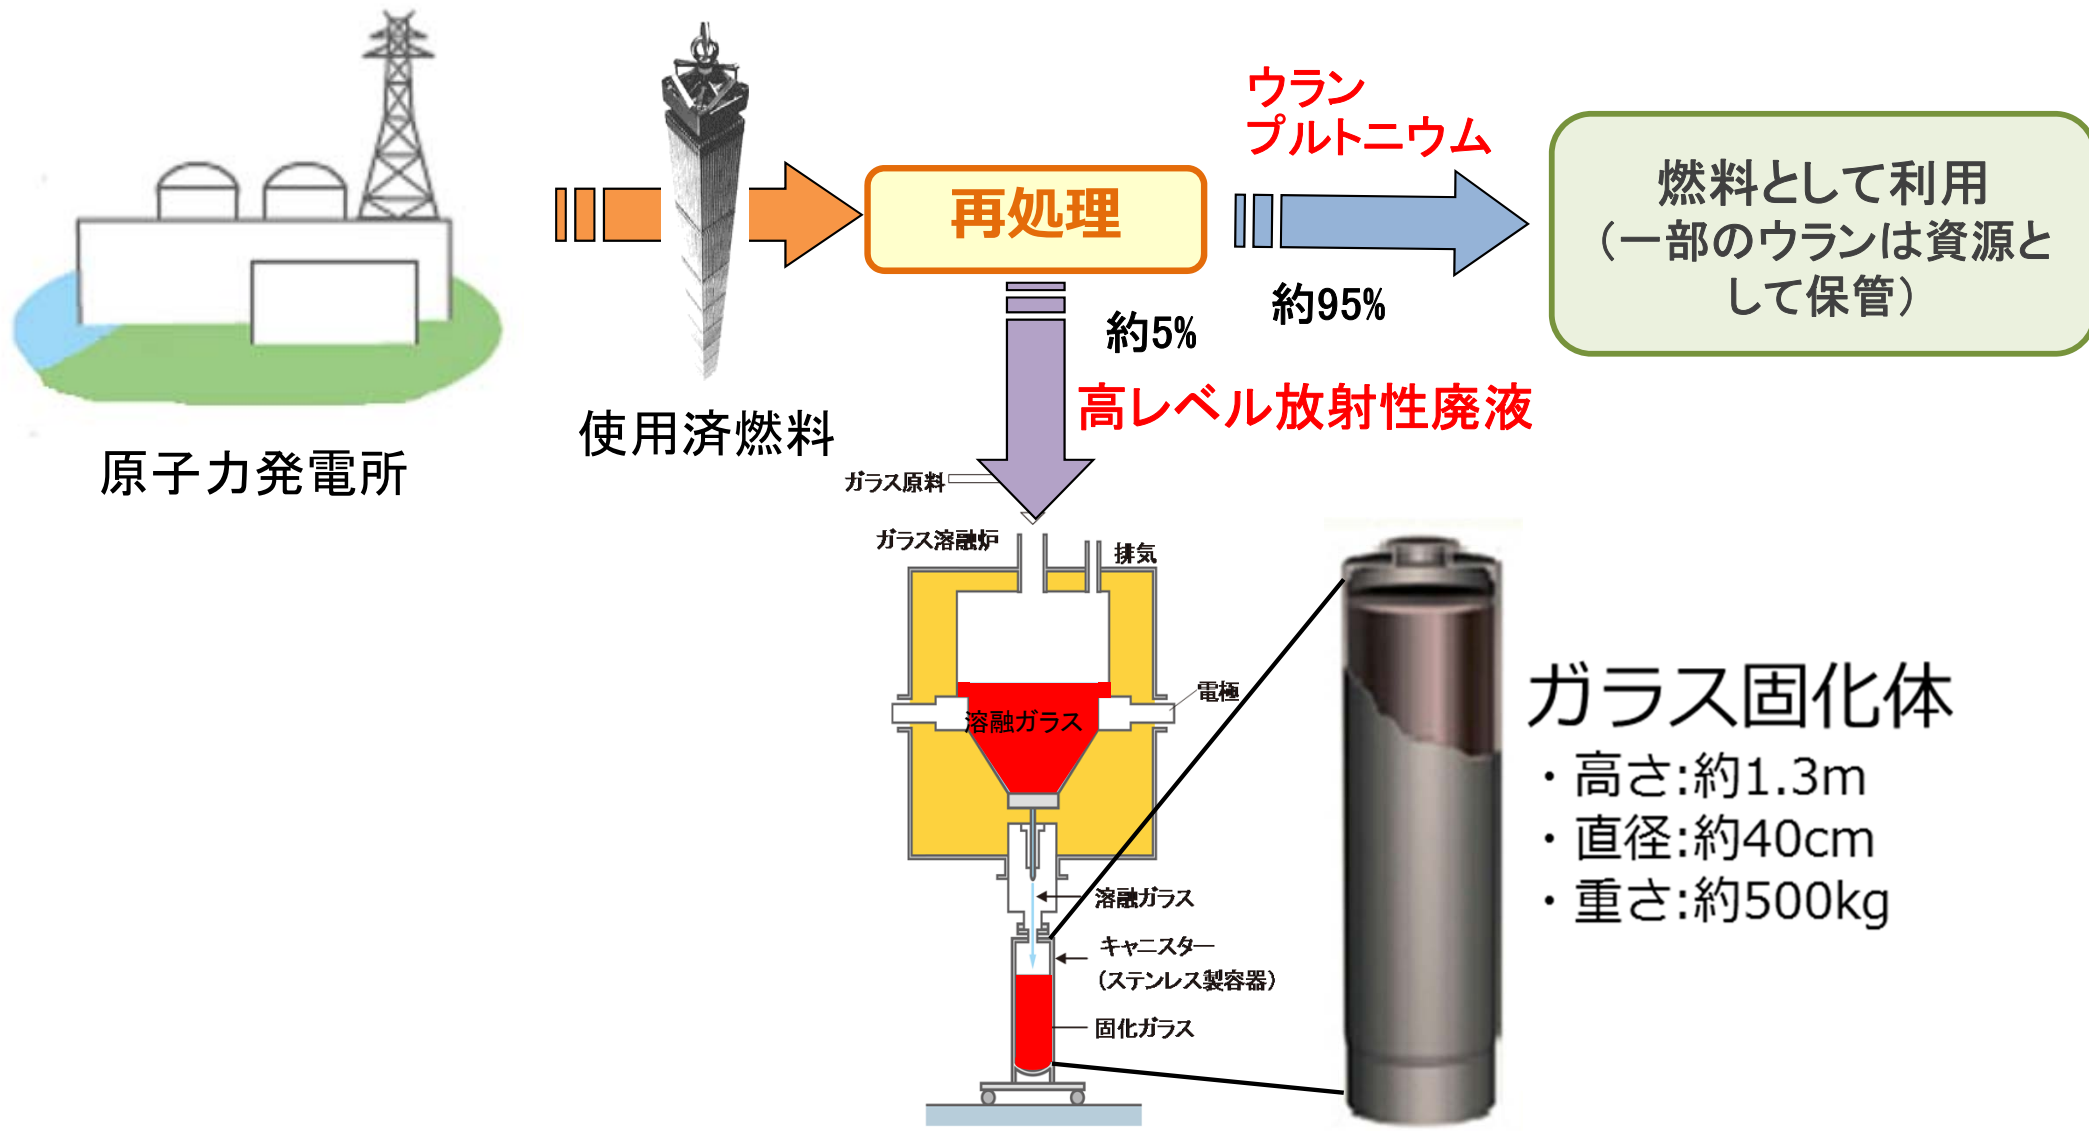 原子力発電所
使用済燃料
再処理
ウラン
プルトニウム
約95%
燃料として利用
（一部のウランは資源と
して保管）
約5%
高レベル放射性廃液
ガラス原料
ガラス溶融炉
排気
電極
溶融ガラス
溶融ガラス
キャニスター
（ステンレス製容器）
固化ガラス
ガラス固化体
・高さ:約1.3m
・直径:約40cm
・重さ:約500kg